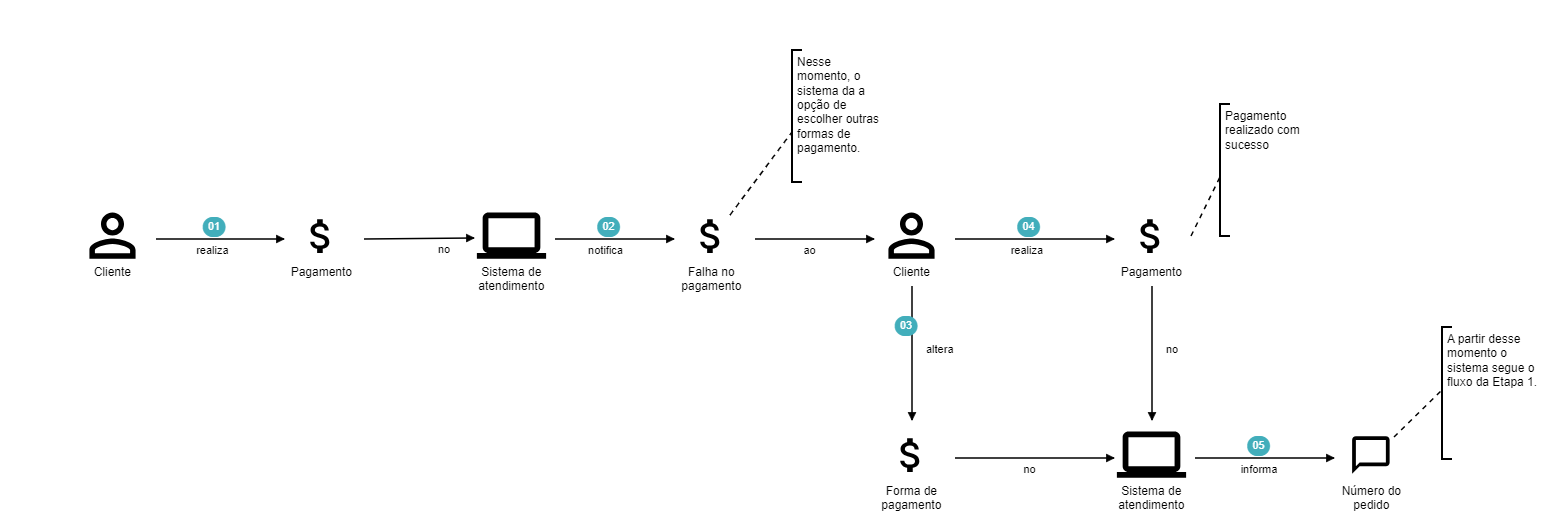 Nesse
momento, o
sistema da a
opção de
escolher outras
formas de
pagamento.
Pagamento
realizado com
sucesso
01
realiza
no
02
notifica
ao
04
realiza
Cliente
Pagamento
Sistema de
atendimento
Falha no
pagamento
Cliente
Pagamento
03
altera
no
A partir desse
momento o
sistema segue o
fluxo da Etapa 1.
no
05
informa
Forma de
pagamento
Sistema de
atendimento
Número do
pedido